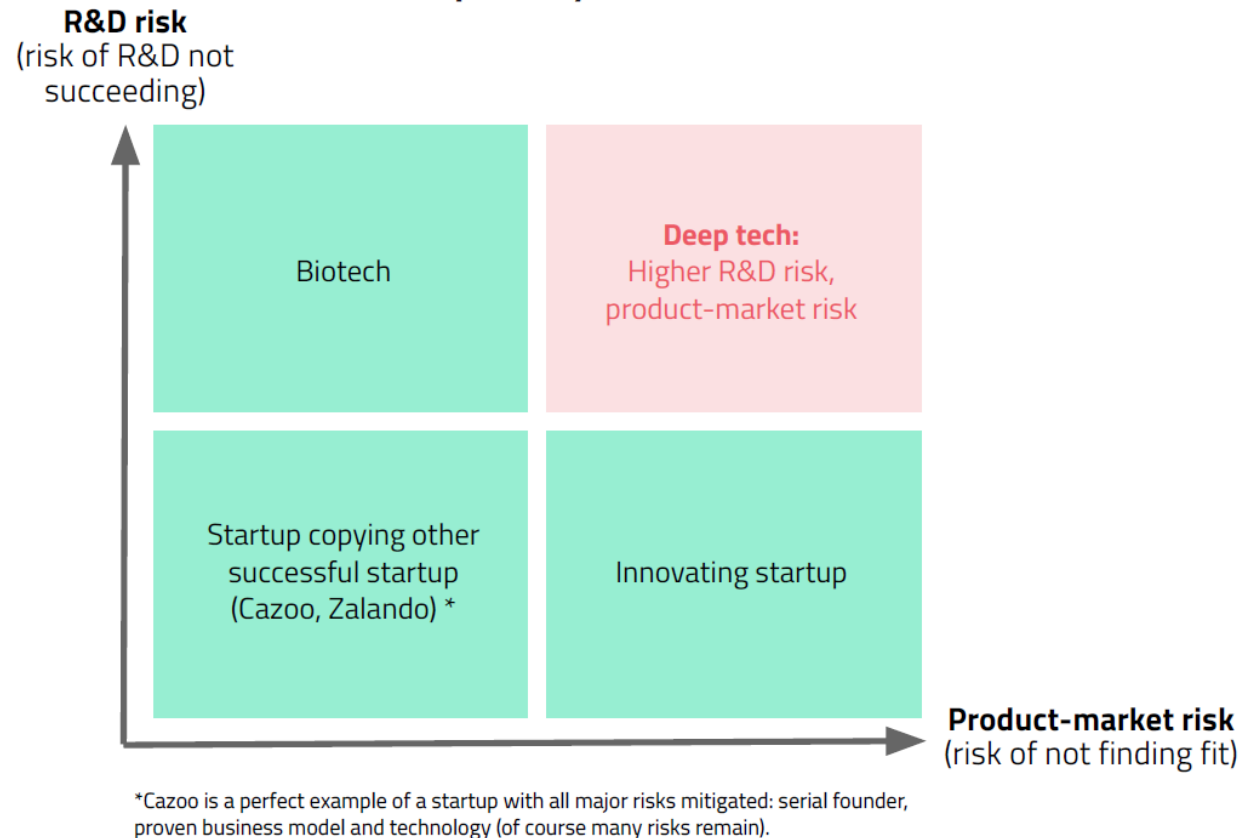 R&D risk
(risk of R&D not
succeeding)
Biotech
Deep tech:
Higher R&D risk,
product-market risk
Startup copying other
successful startup
(Cazoo, Zalando) *
Innovating startup
Product-market risk
(risk of not finding fit)
*Cazoo is a perfect example of a startup with all major risks mitigated: serial founder,
proven business model and technology (of course many risks remain).